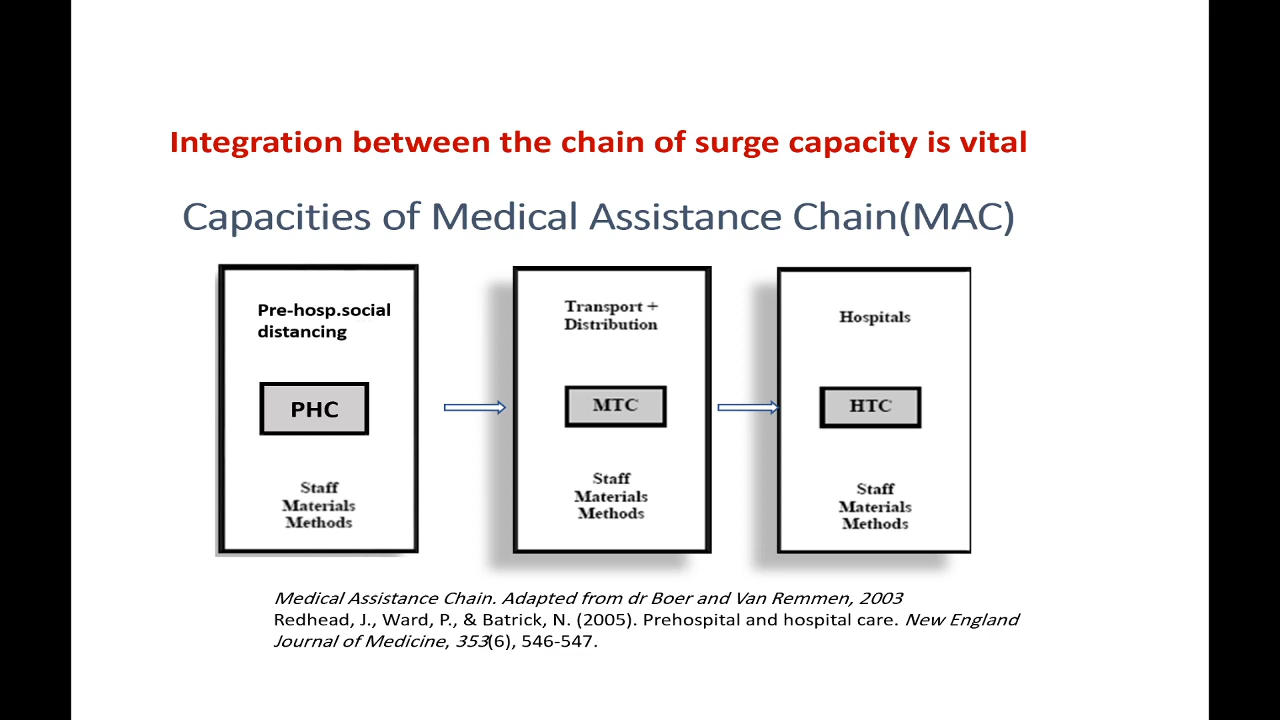 Integration between the chain of surge capacity is vital
Capacities of Medical Assistance Chain(MAC)
Pre-hosp.social
distancing
PHC
Staff
Materials
Methods
Transport +
Distribution
MTC
Staff
Materials
Methods
Hospitals
HTC
Staff
Materials
Methods
Medical Assistance Chain. Adapted from dr Boer and Van Remmen, 2003
Redhead, J., Ward, P., & Batrick, N. (2005). Prehospital and hospital care. New England
Journal of Medicine, 353(6), 546-547.